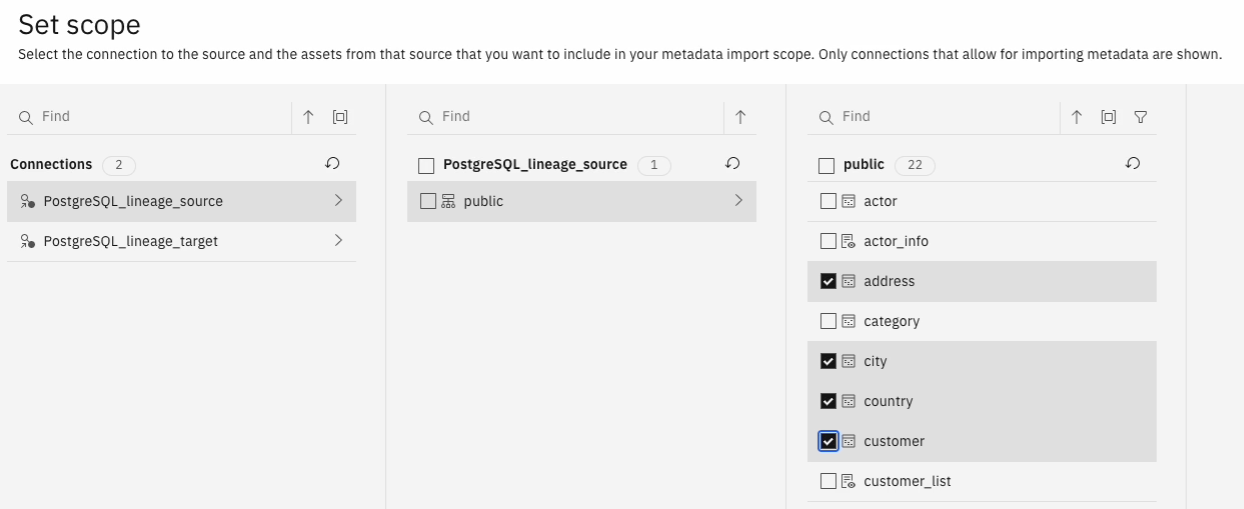 Set scope
Select the connection to the source and the assets from that source that you want to include in your metadata import scope. Only connections that allow for importing metadata are shown.
Find
Connections 2
PostgreSQL_lineage_source
PostgreSQL_lineage_target
Find
PostgreSQL_lineage_source 1
public
Find
public 22
actor
actor_info
address
category
city
country
customer
customer_list